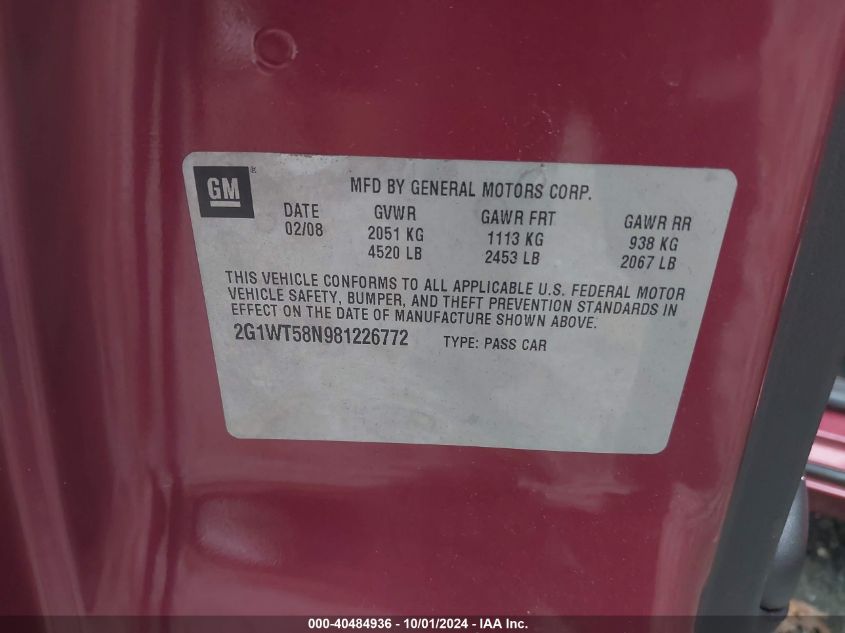 GM
MFD BY GENERAL MOTORS CORP.
DATE GVWR GAWR FRT GAWR RR
02/08 2051 KG 1113 KG 938 KG
4520 LB 2453 LB 2067 LB
THIS VEHICLE CONFORMS TO ALL APPLICABLE U.S. FEDERAL MOTOR
VEHICLE SAFETY, BUMPER, AND THEFT PREVENTION STANDARDS IN
EFFECT ON THE DATE OF MANUFACTURE SHOWN ABOVE.
2G1WT58N981226772 TYPE: PASS CAR
000-40484936 - 10/01/2024 - IAA Inc.